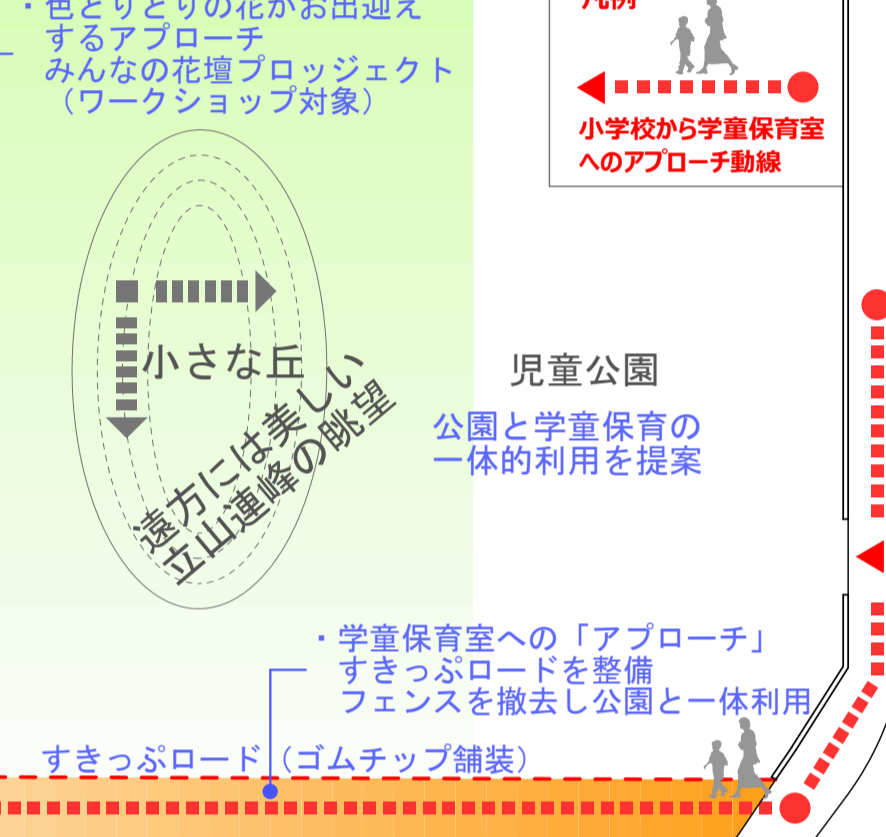 ・色とりどりの花がお出迎え
するアプローチ
みんなの花壇プロッジェクト
（ワークショップ対象）
凡例
小学校から学童保育室
へのアプローチ動線
小さな丘
遠方には美しい
立山連峰の眺望
児童公園
公園と学童保育の
一体的利用を提案
・学童保育室への「アプローチ」
すきっぷロードを整備
フェンスを撤去し公園と一体利用
すきっぷロード（ゴムチップ舗装）